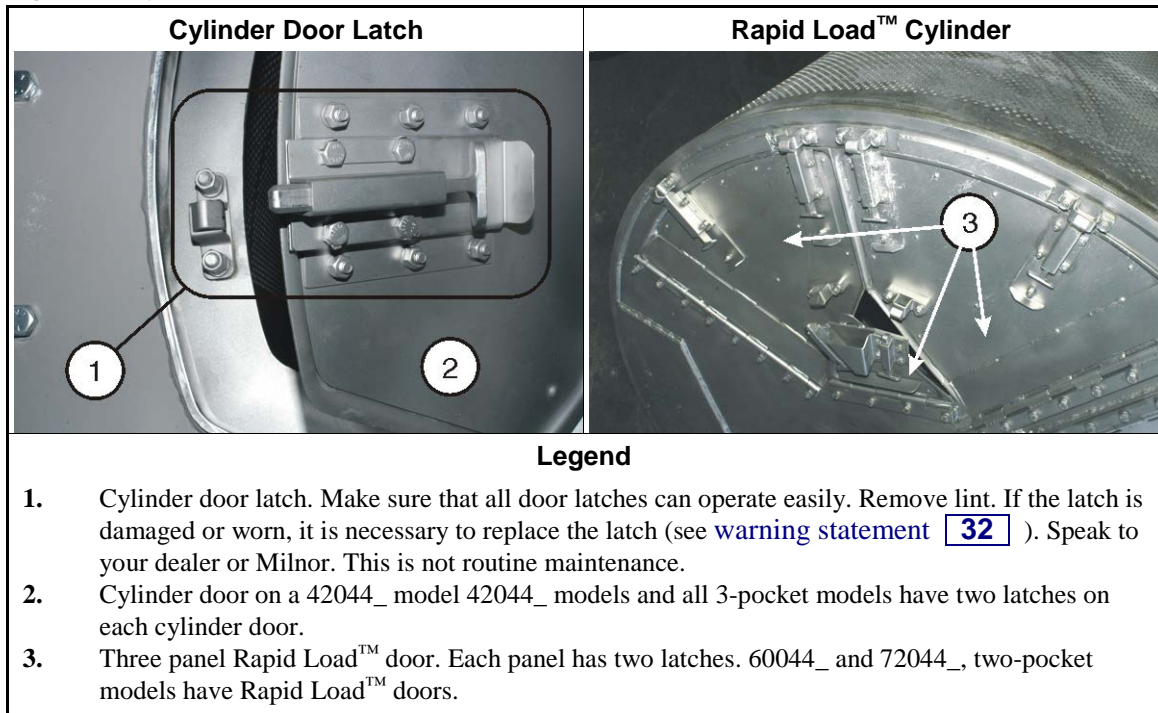 Cylinder Door Latch
Rapid Load™ Cylinder
1
2
3
Legend
1. Cylinder door latch. Make sure that all door latches can operate easily. Remove lint. If the latch is
damaged or worn, it is necessary to replace the latch (see warning statement 32 ). Speak to
your dealer or Milnor. This is not routine maintenance.
2. Cylinder door on a 42044_ model 42044_ models and all 3-pocket models have two latches on
each cylinder door.
3. Three panel Rapid Load™ door. Each panel has two latches. 60044_ and 72044_, two-pocket
models have Rapid Load™ doors.